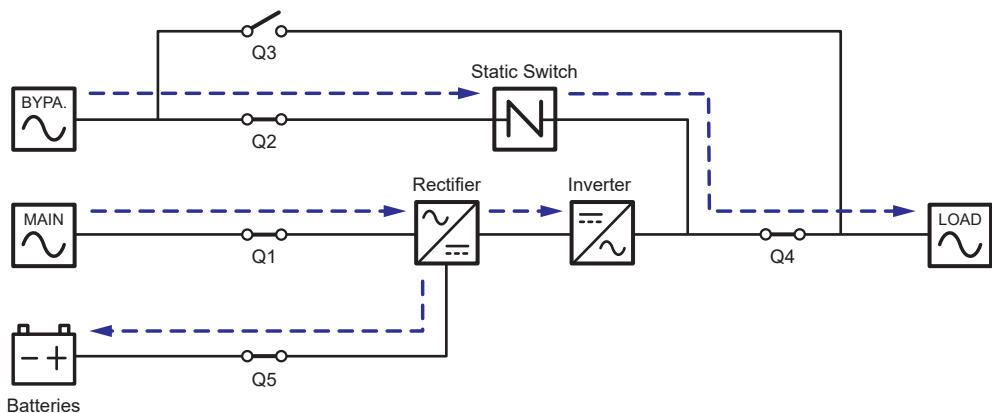 Q3
Static Switch
BYPA.
Q2
Rectifier
Inverter
MAIN
LOAD
Q1
Q4
Q5
Batteries